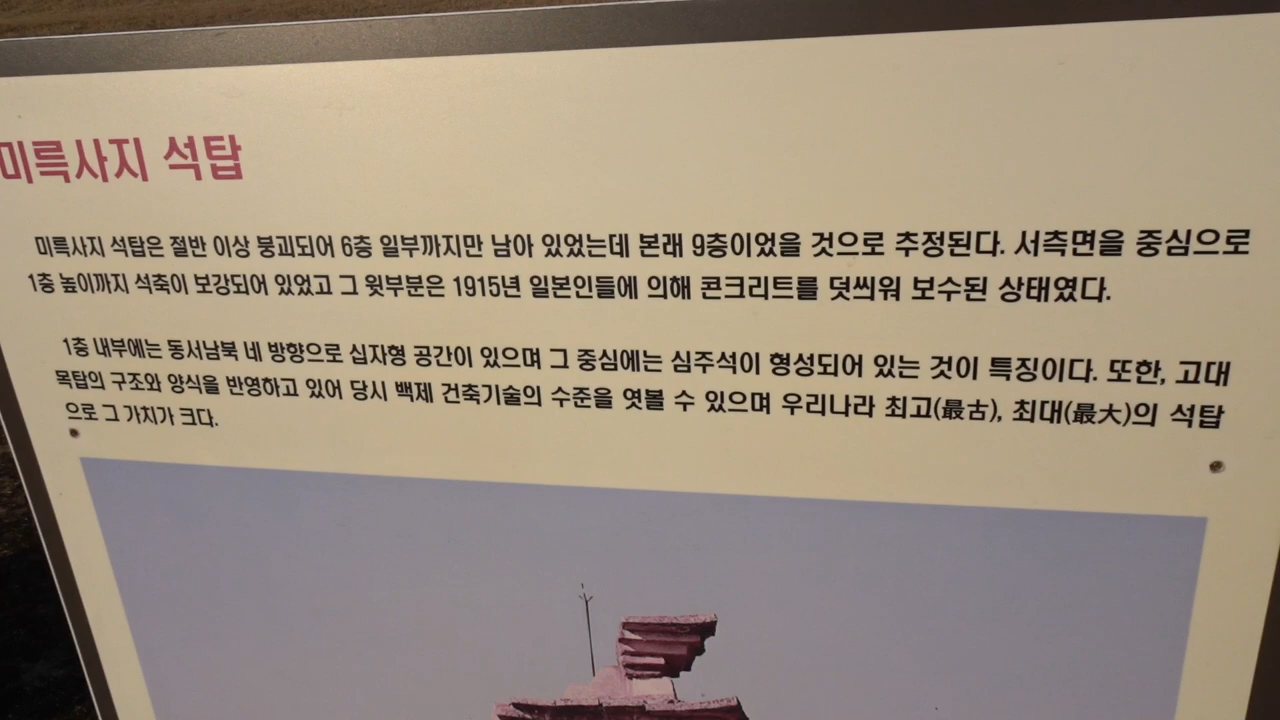 미륵사지 석탑
미륵사지 석탑은 절반 이상 붕괴되어 6층 일부까지만 남아 있었는데 본래 9층이었을 것으로 추정된다. 서측면을 중심으로
1층 높이까지 석축이 보강되어 있었고 그 윗부분은 1915년 일본인들에 의해 콘크리트를 덧씌워 보수된 상태였다.
1층 내부에는 동서남북 네 방향으로 십자형 공간이 있으며 그 중심에는 심주석이 형성되어 있는 것이 특징이다. 또한, 고대
목탑의 구조와 양식을 반영하고 있어 당시 백제 건축기술의 수준을 엿볼 수 있으며 우리나라 최고(最古), 최대(最大)의 석탑
으로 그 가치가 크다.